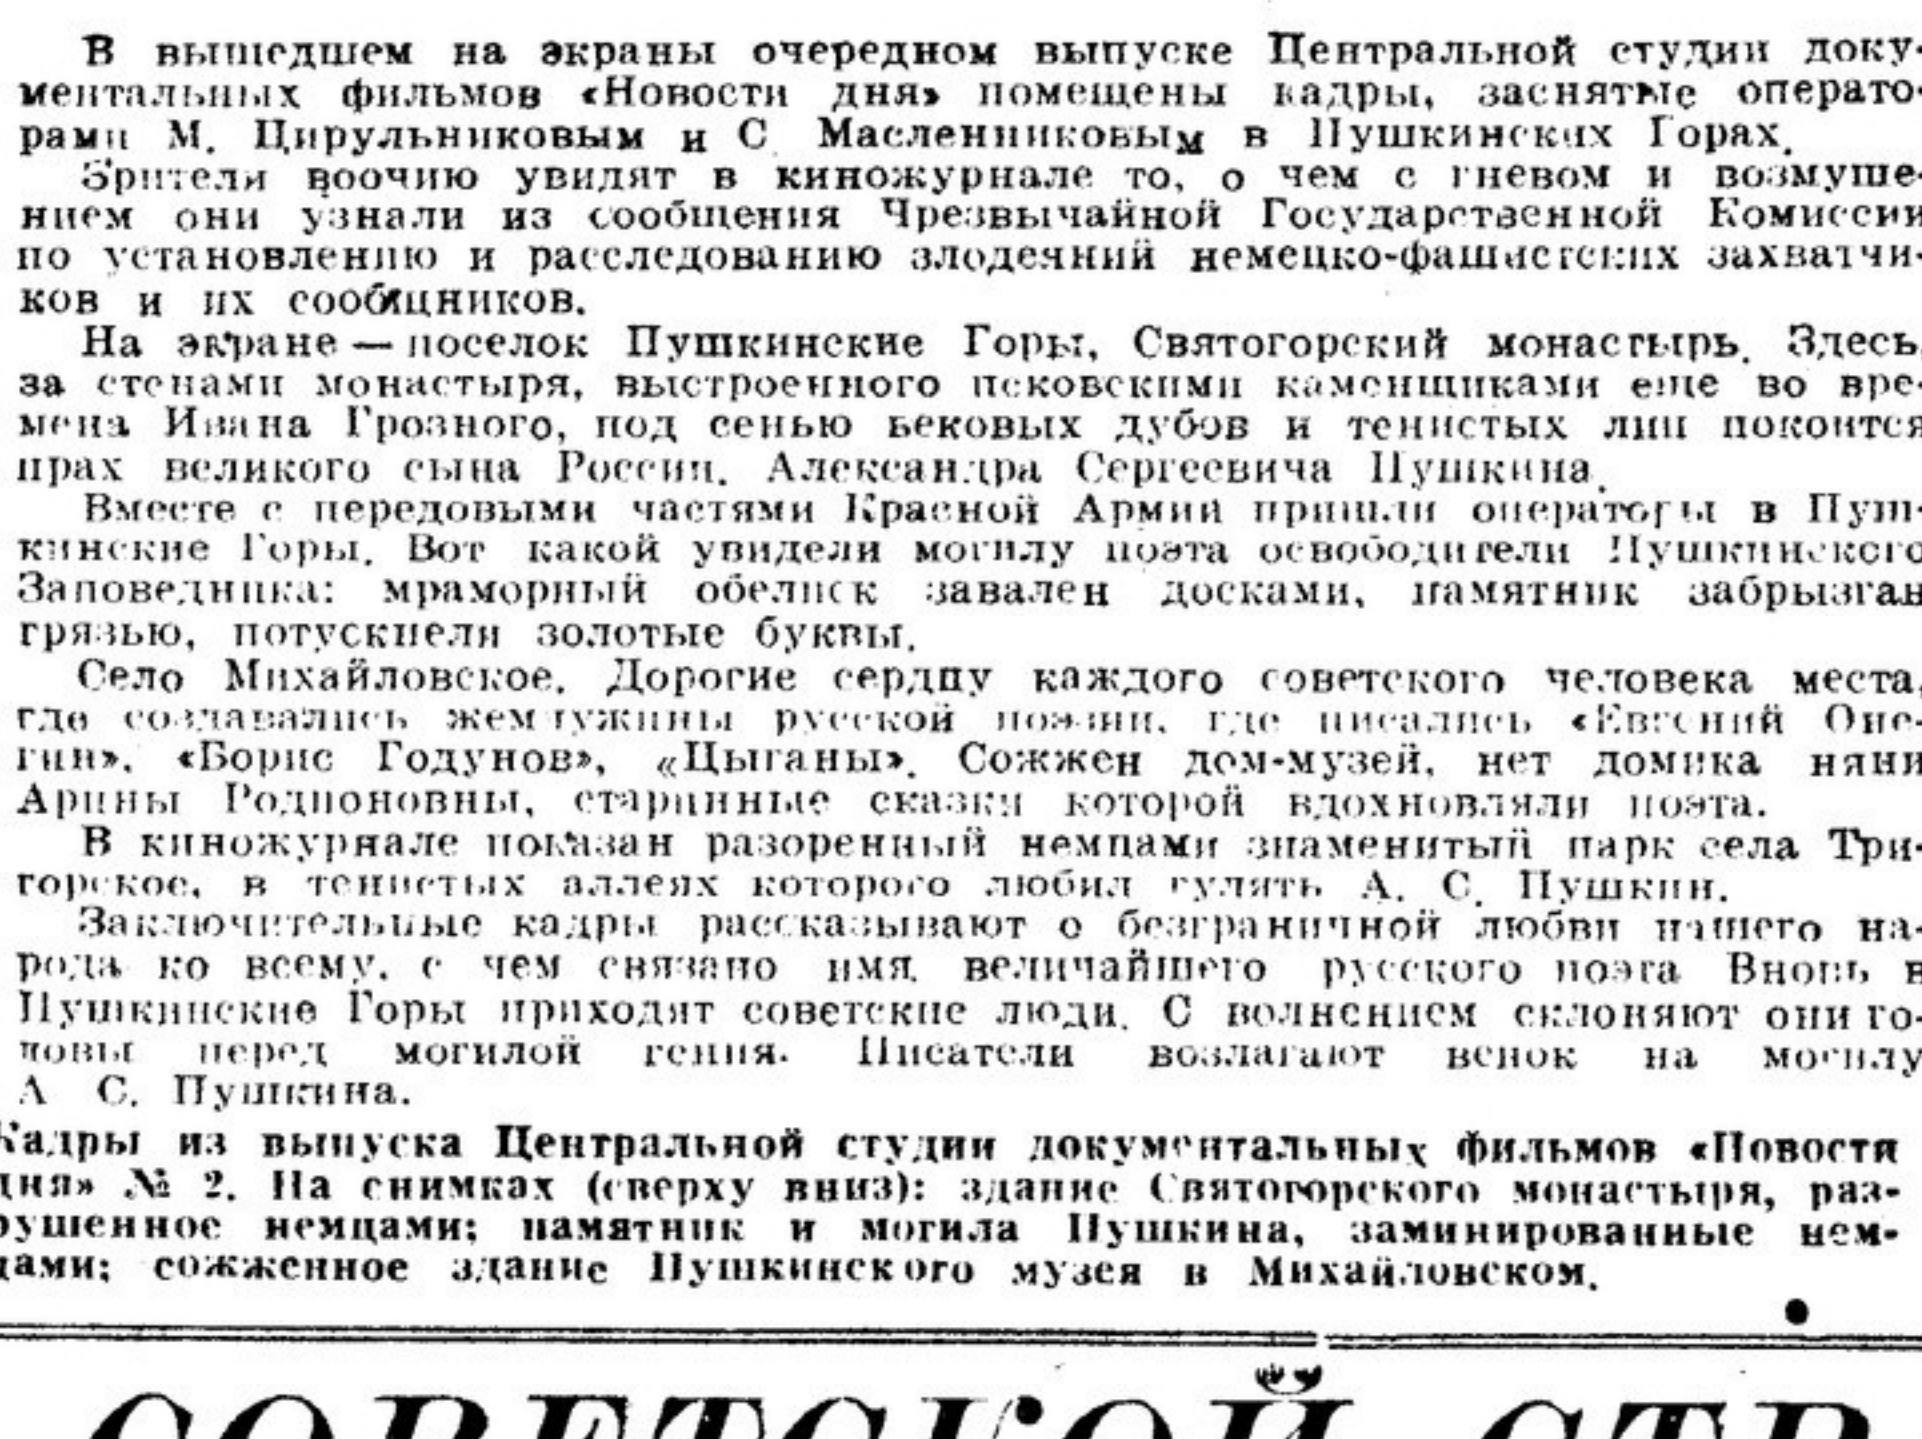 В вышедшем на экраны очередном выпуске Центральной студии доку-
ментальных фильмов «Новости дня» помещены кадры, заснятые операто-
рами М. Цирульниковым и С Масленниковым в Пушкинских Горах.
Зрители воочию увидят в киножурнале то, о чем с гневом и возмуще-
нием они узнали из сообщения Чрезвычайной Государственной Комиссии
по установлению и расследованию злодеяний немецко-фашистских захватчи-
ков и их сообщников.
На экране — поселок Пушкинские Горы, Святогорский монастырь. Здесь,
за стенами монастыря, выстроенного псковскими каменщиками еще во вре-
мена Ивана Грозного, под сенью вековых дубов и тенистых лип покоится
прах великого сына России, Александра Сергеевича Пушкина.
Вместе с передовыми частями Красной Армии пришли операторы в Пуш-
кинские Горы. Вот какой увидели могилу поэта освободители Пушкинского
Заповедника: мраморный обелиск завален досками, памятник забрызган
грязью, потускнели золотые буквы.
Село Михайловское. Дорогие сердцу каждого советского человека места,
где создавались жемчужины русской поэзии, где писались «Евгений Оне-
гин», «Борис Годунов», «Цыганы». Сожжен дом-музей, нет домика няни
Арины Родионовны, старинные сказки которой вдохновляли поэта.
В киножурнале показан разоренный немцами знаменитый парк села Три-
горское, в тенистых аллеях которого любил гулять А. С. Пушкин.
Заключительные кадры рассказывают о безграничной любви нашего на-
рода ко всему, с чем связано имя величайшего русского поэта Вновь в
Пушкинские Горы приходят советские люди. С волнением склоняют они го-
ловы перед могилой гения. Писатели возлагают венок на могилу
А С. Пушкина.
Кадры из выпуска Центральной студии документальных фильмов «Новости
дня» № 2. На снимках (сверху вниз): здание Святогорского монастыря, раз-
рушенное немцами; памятник и могила Пушкина, заминированные нем-
цами; сожженное здание Пушкинского музея в Михайловском.
СОВЕТСКОЙ СТР